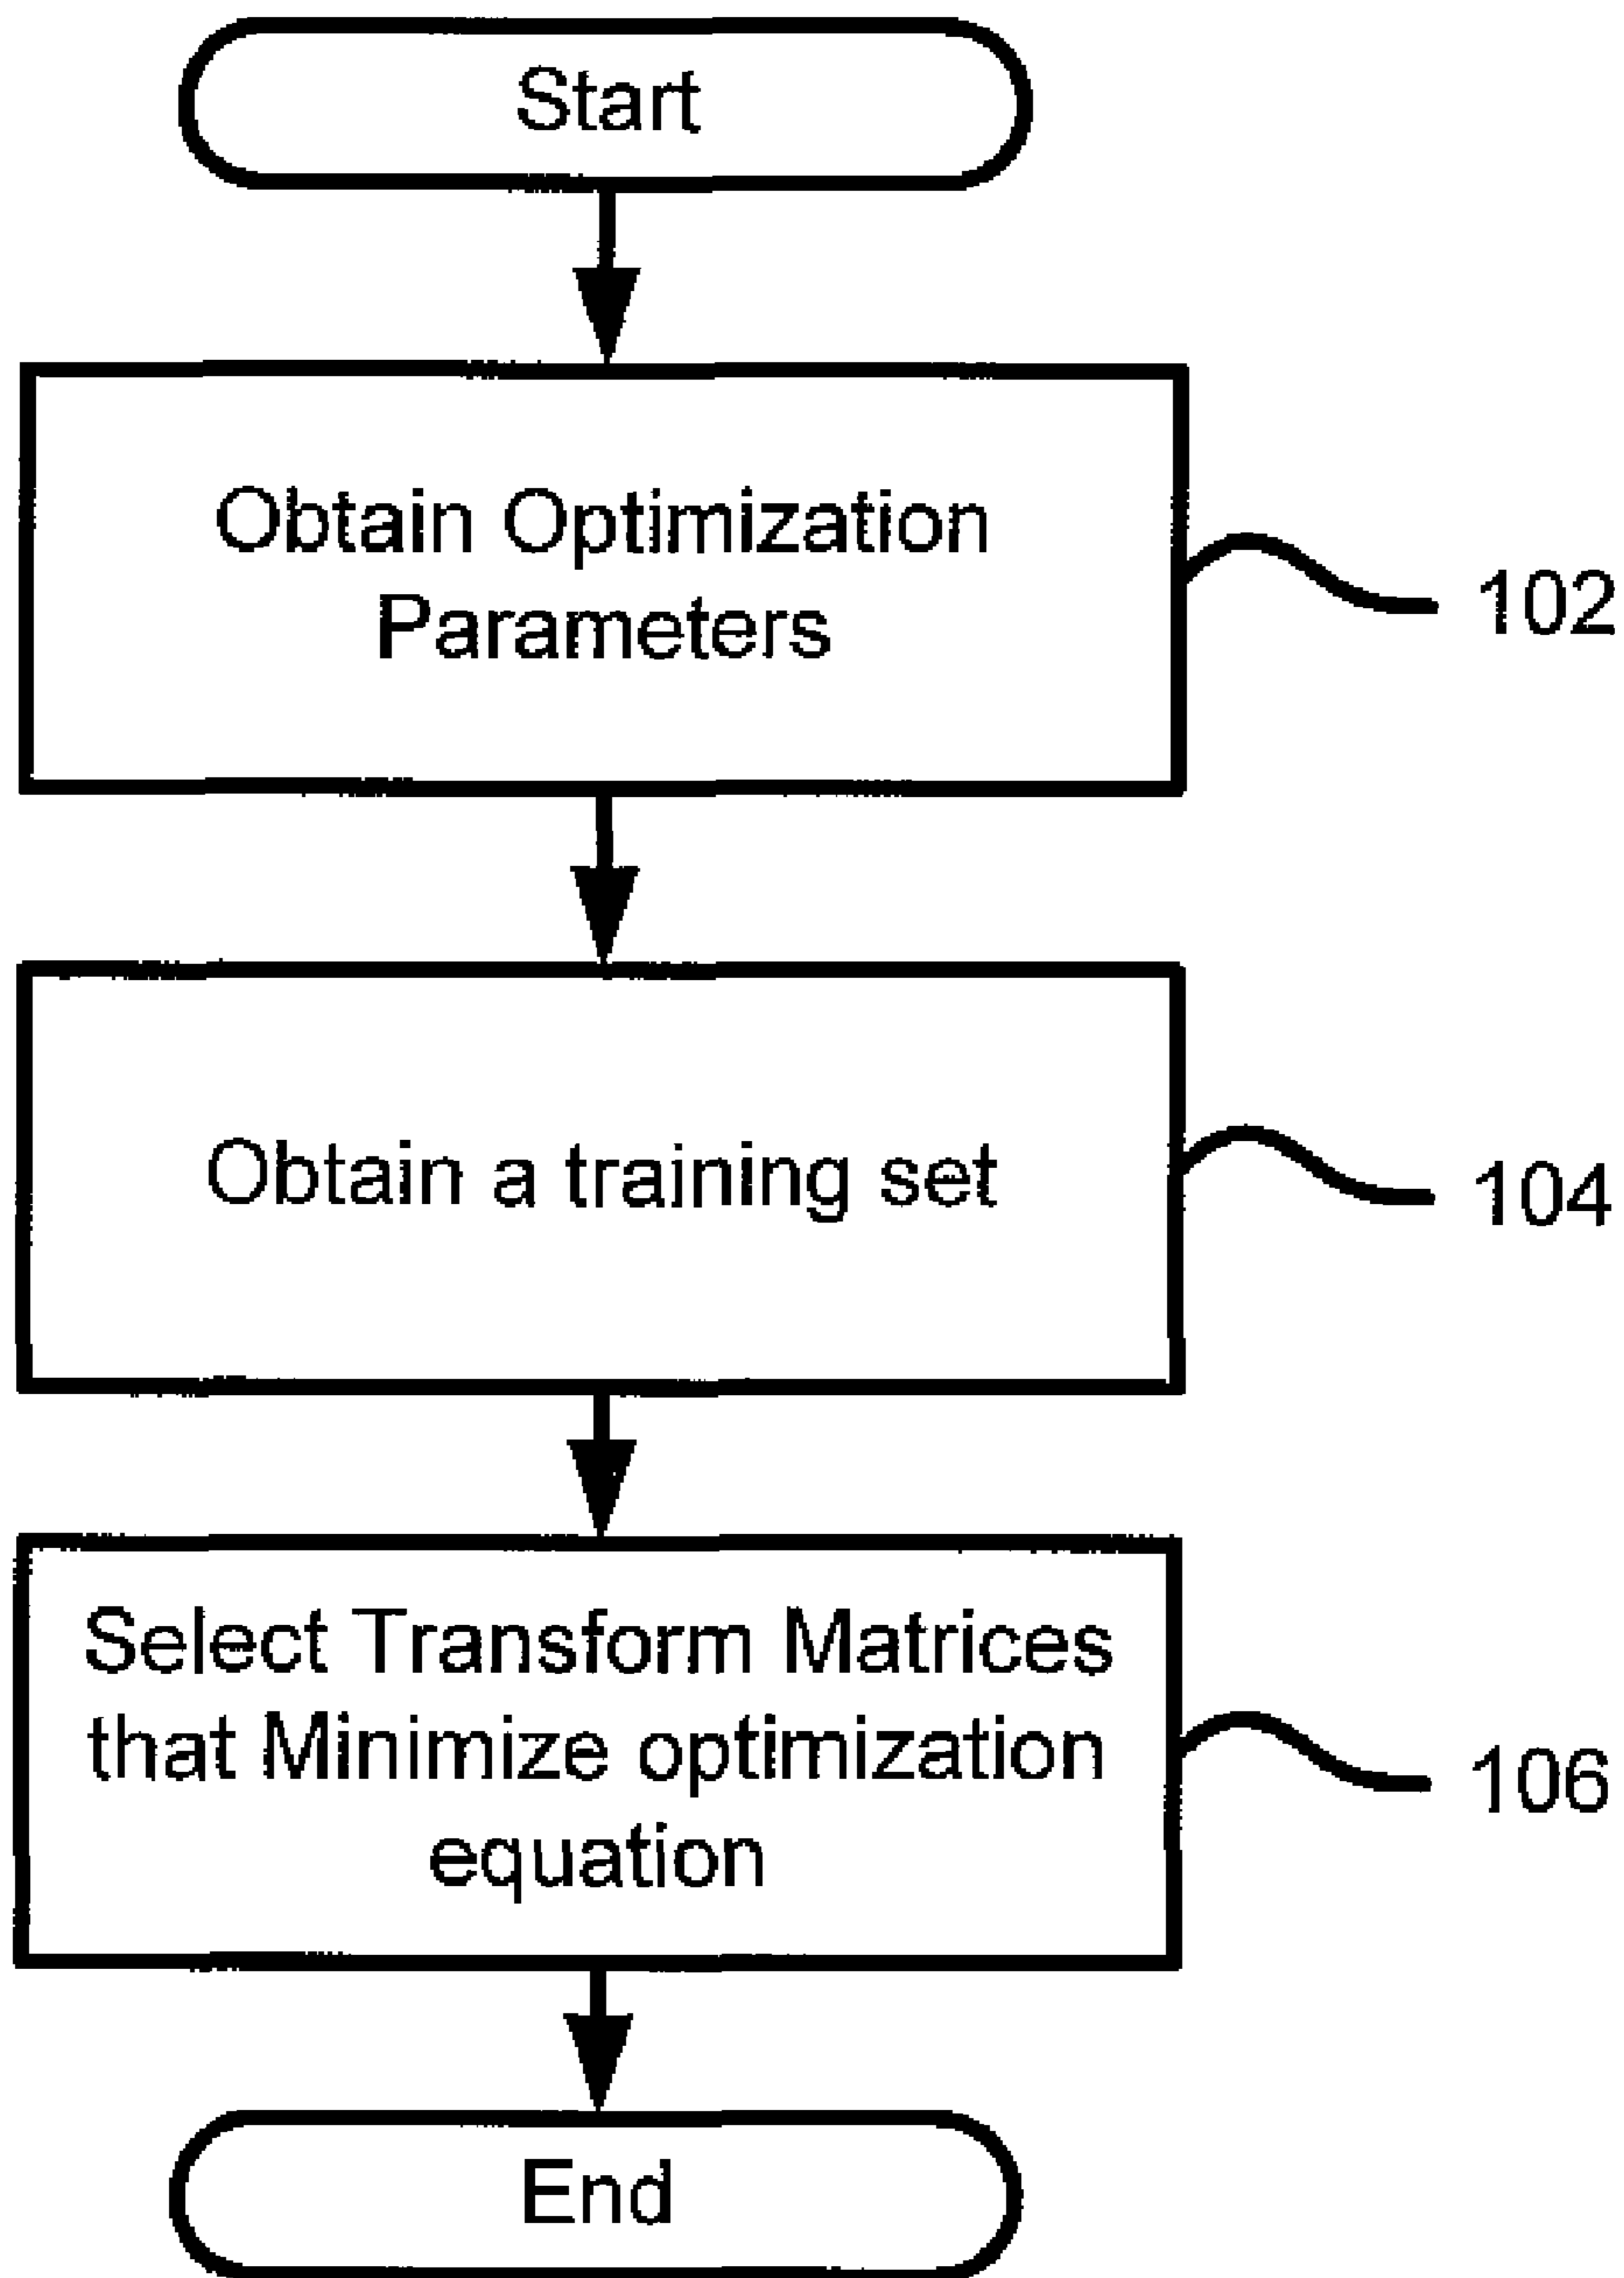 Start
Obtain Optimization
Parameters
102
Obtain a training set
104
Select Transform Matrices
that Minimize optimization
equation
106
End